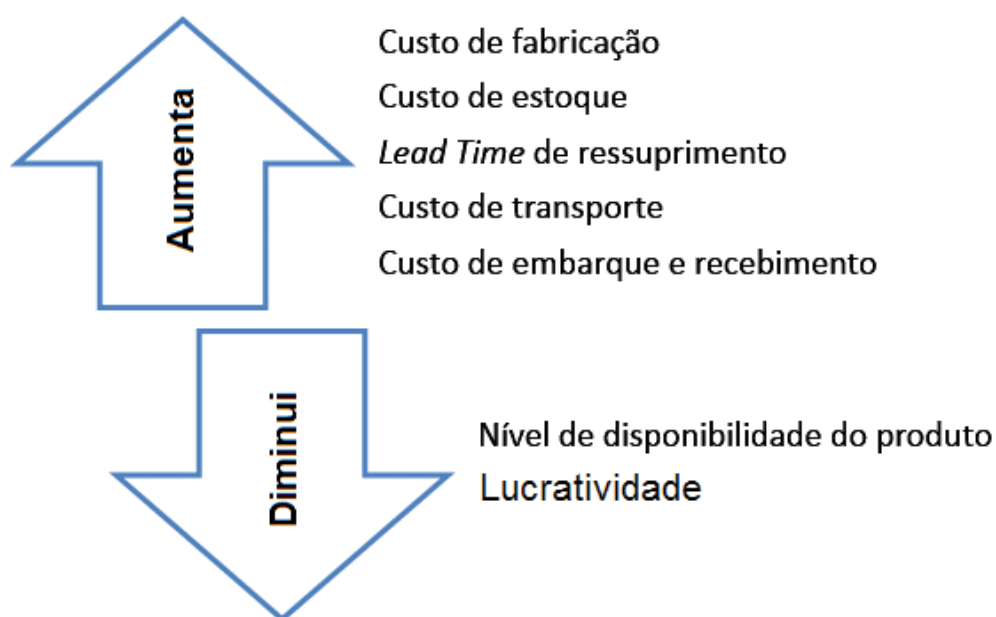 Aumenta
Custo de fabricação
Custo de estoque
Lead Time de ressuprimento
Custo de transporte
Custo de embarque e recebimento
Diminui
Nível de disponibilidade do produto
Lucratividade